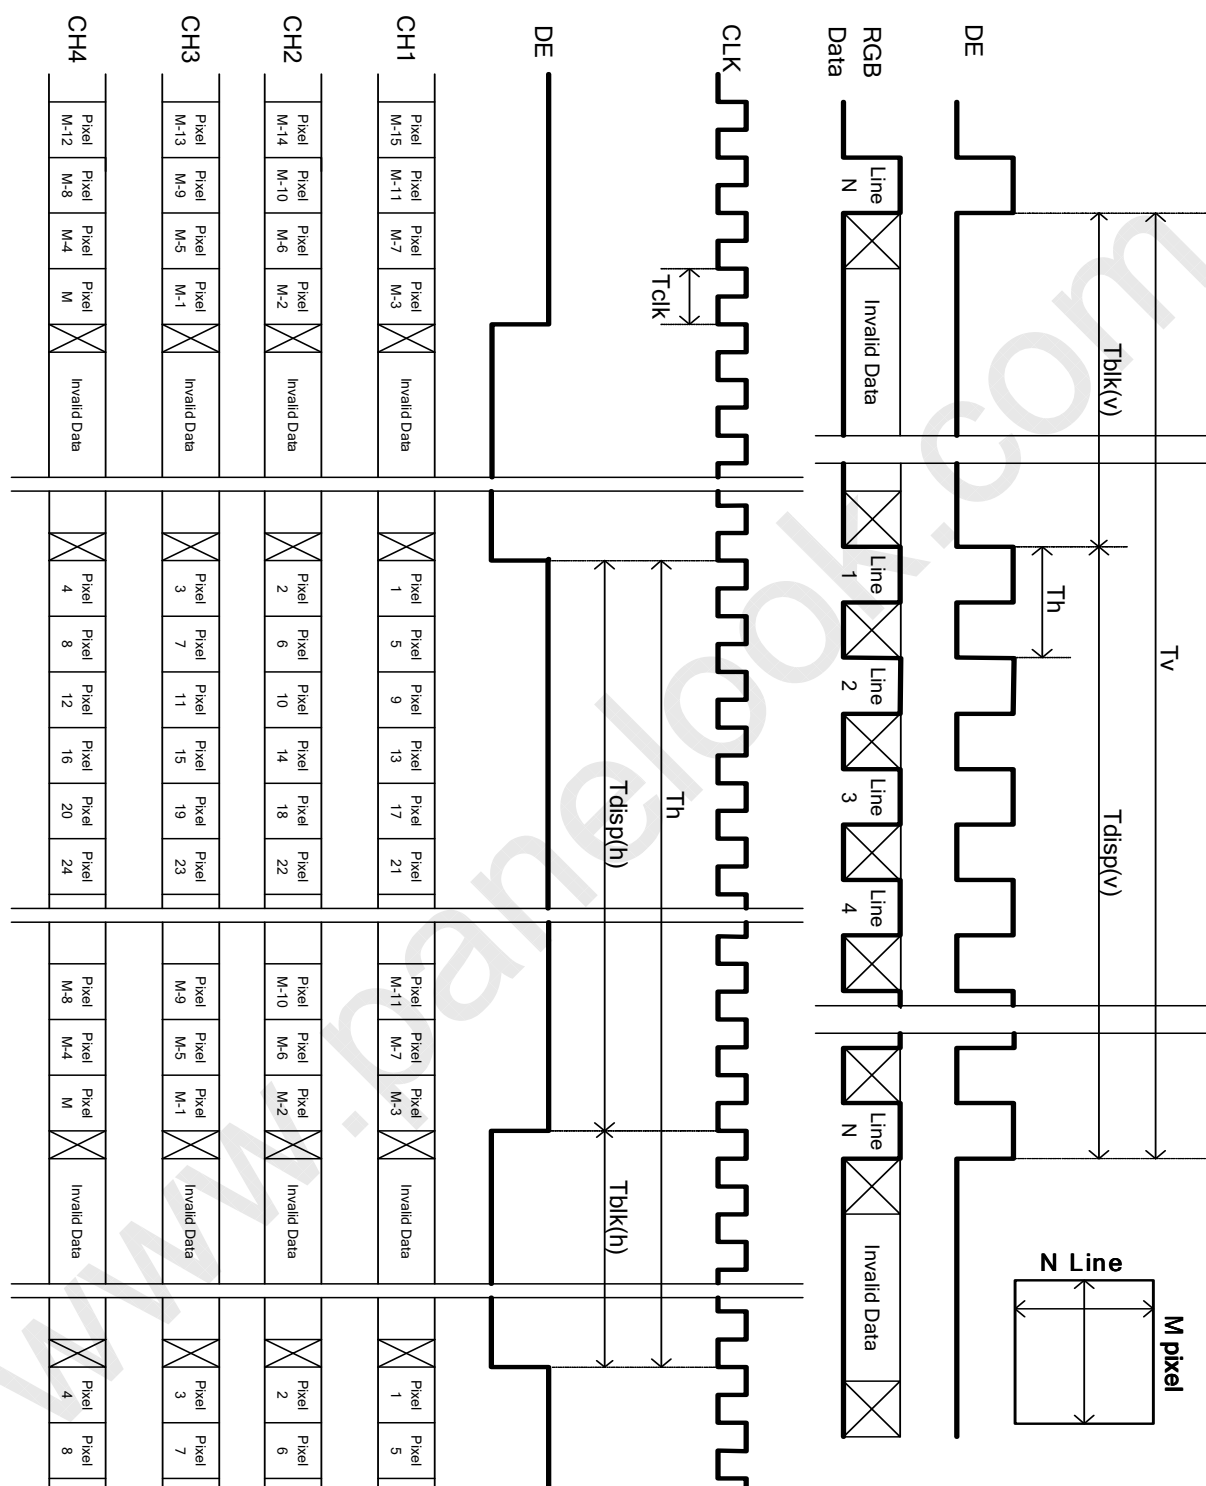 DE
RGB
Data
Line
N
Invalid Data
Line
1
Line
2
Line
3
Line
4
Line
N
Invalid Data
Tv
Tblk(v)
Tdisp(v)
Th
N Line
M pixel
CLK
Tclk
Th
DE
Tdisp(h)
Tblk(h)
CH1
Pixel M-15
Pixel M-11
Pixel M-7
Pixel M-3
Invalid Data
Pixel 1
Pixel 5
Pixel 9
Pixel 13
Pixel 17
Pixel 21
Pixel M-11
Pixel M-7
Pixel M-3
Invalid Data
Pixel 1
Pixel 5
CH2
Pixel M-14
Pixel M-10
Pixel M-6
Pixel M-2
Invalid Data
Pixel 2
Pixel 6
Pixel 10
Pixel 14
Pixel 18
Pixel 22
Pixel M-10
Pixel M-6
Pixel M-2
Invalid Data
Pixel 2
Pixel 6
CH3
Pixel M-13
Pixel M-9
Pixel M-5
Pixel M-1
Invalid Data
Pixel 3
Pixel 7
Pixel 11
Pixel 15
Pixel 19
Pixel 23
Pixel M-9
Pixel M-5
Pixel M-1
Invalid Data
Pixel 3
Pixel 7
CH4
Pixel M-12
Pixel M-8
Pixel M-4
Pixel M
Invalid Data
Pixel 4
Pixel 8
Pixel 12
Pixel 16
Pixel 20
Pixel 24
Pixel M-8
Pixel M-4
Pixel M
Invalid Data
Pixel 4
Pixel 8
www.panelook.com